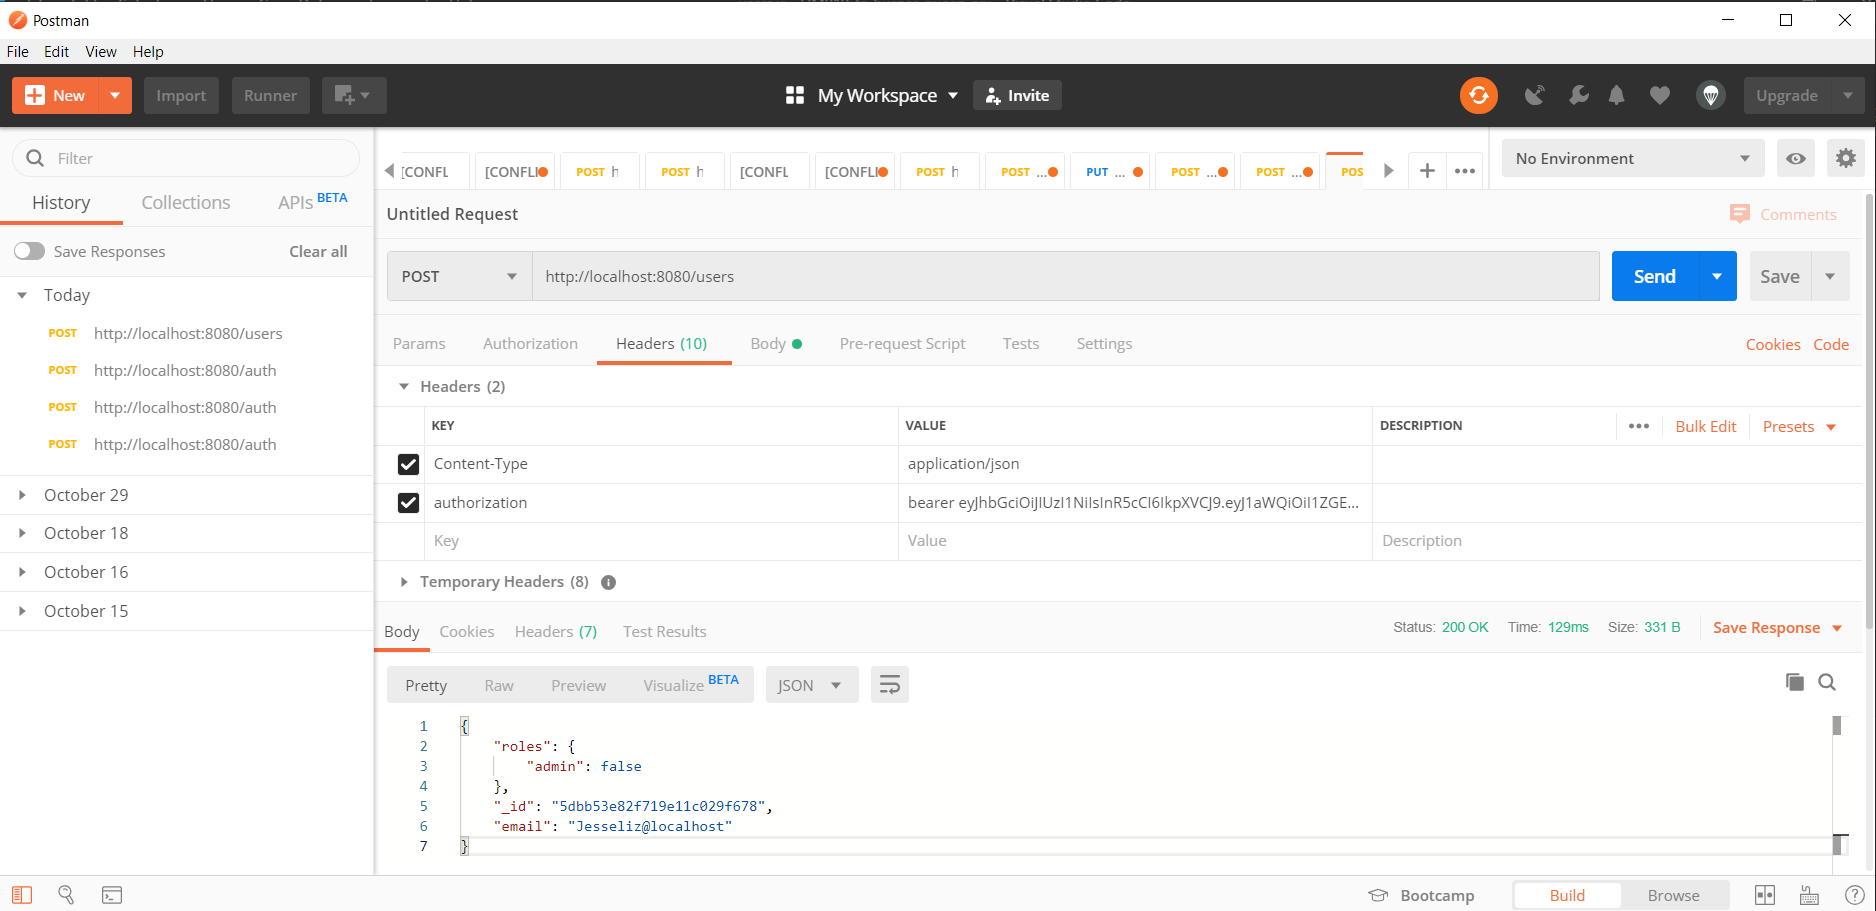 Postman
File Edit View Help
New Import Runner My Workspace Invite Upgrade
Filter
History Collections APIs BETA
Save Responses Clear all
Today
POST http://localhost:8080/users
POST http://localhost:8080/auth
POST http://localhost:8080/auth
POST http://localhost:8080/auth
October 29
October 18
October 16
October 15
[CONFL [CONFLI POST h POST h [CONFL [CONFLI POST h POST ... PUT ... POST ... POST ... POS
No Environment
Untitled Request Comments
POST http://localhost:8080/users Send Save
Params Authorization Headers (10) Body Pre-request Script Tests Settings Cookies Code
Headers (2)
KEY VALUE DESCRIPTION Bulk Edit Presets
Content-Type application/json
authorization bearer eyJhbGciOiJIUzI1NiIsInR5cCI6IkpXVCJ9.eyJ1aWQiOiI1ZGE...
Key Value Description
Temporary Headers (8)
Body Cookies Headers (7) Test Results Status: 200 OK Time: 129ms Size: 331 B Save Response
Pretty Raw Preview Visualize BETA JSON
1 {
2 "roles": {
3 "admin": false
4 },
5 "_id": "5dbb53e82f719e11c029f678",
6 "email": "Jesseliz@localhost"
7 }
Bootcamp Build Browse